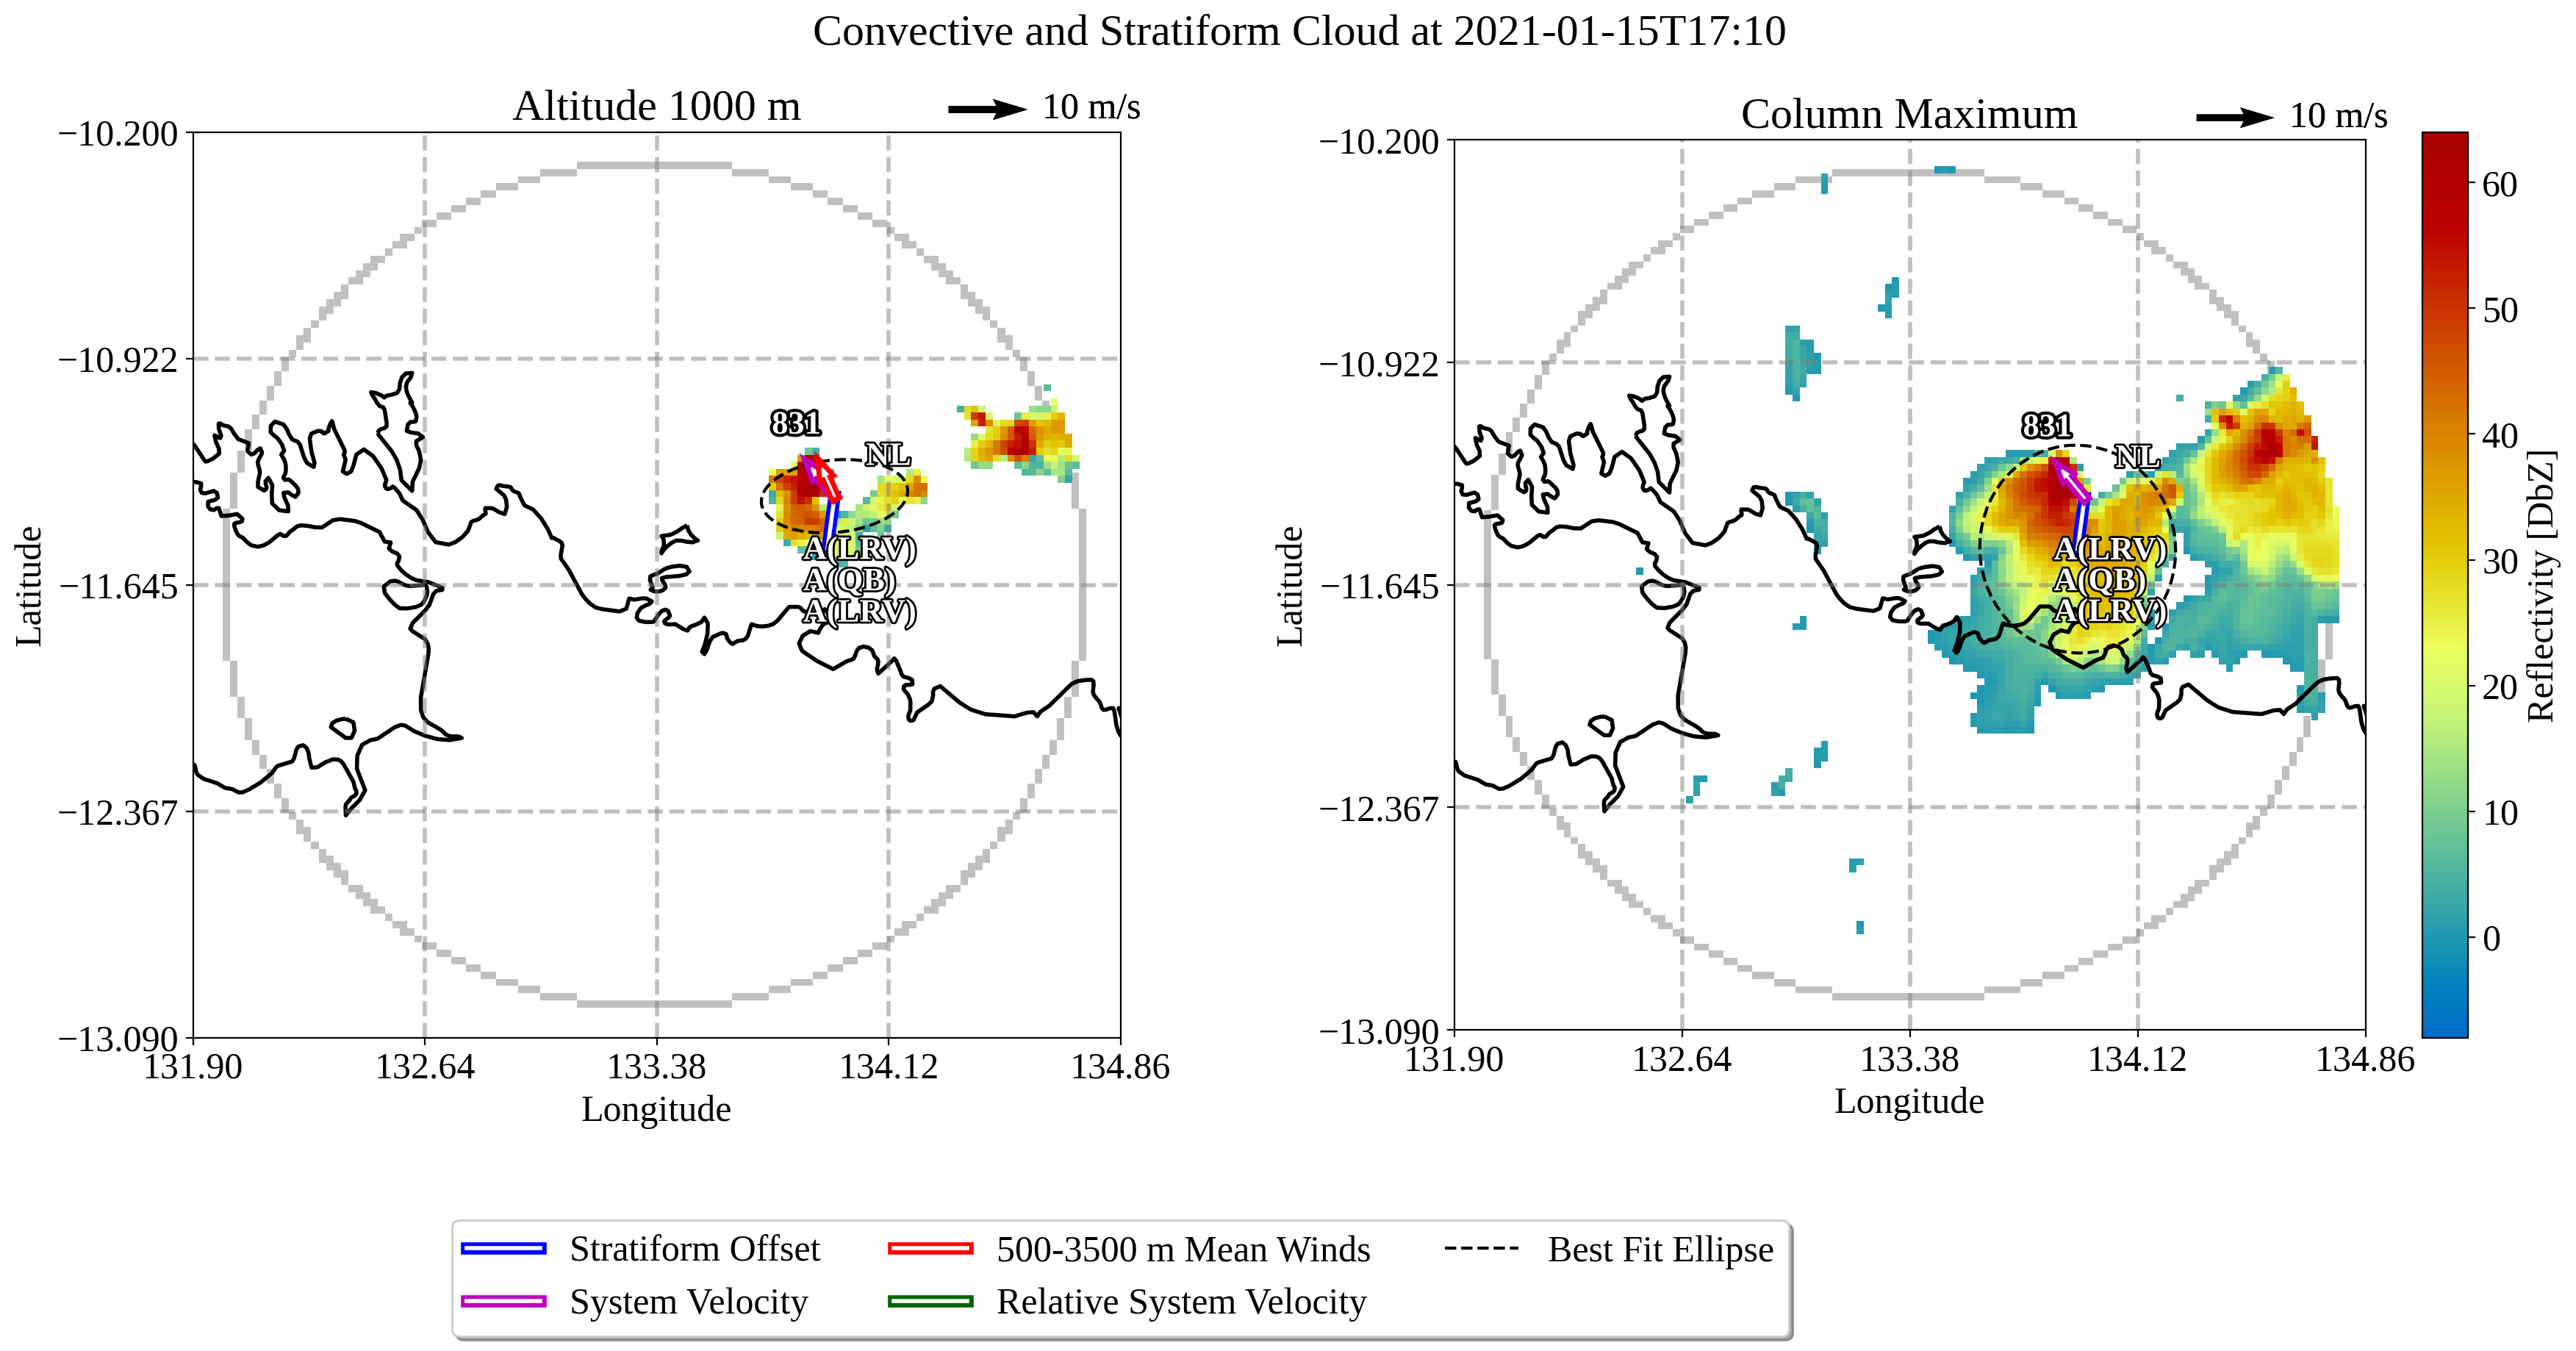 Convective and Stratiform Cloud at 2021-01-15T17:10
Altitude 1000 m
10 m/s
−10.200
−10.922
−11.645
−12.367
−13.090
131.90
132.64
133.38
134.12
134.86
Longitude
Latitude
831
NL
A(LRV)
A(QB)
A(LRV)
Column Maximum
10 m/s
−10.200
−10.922
−11.645
−12.367
−13.090
131.90
132.64
133.38
134.12
134.86
Longitude
Latitude
831
NL
A(LRV)
A(QB)
A(LRV)
60
50
40
30
20
10
0
Reflectivity [DbZ]
Stratiform Offset
System Velocity
500-3500 m Mean Winds
Relative System Velocity
Best Fit Ellipse